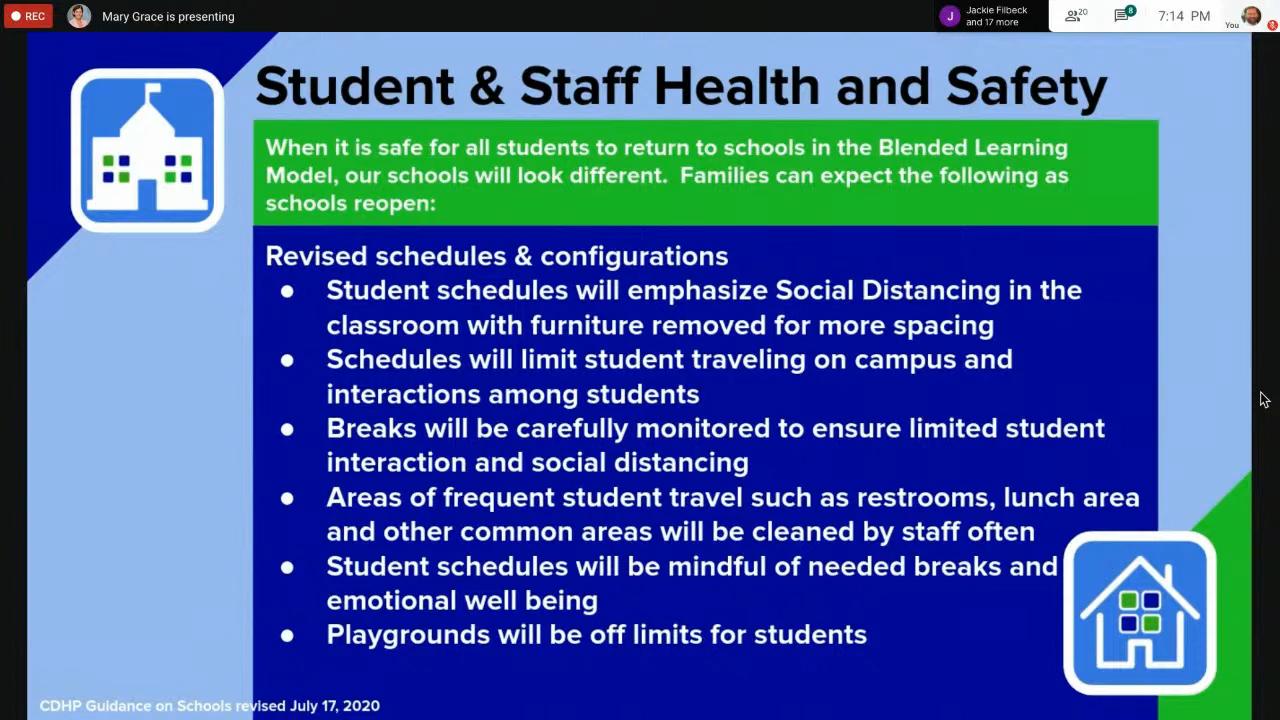 REC
Mary Grace is presenting
J
Jackie Filbeck
and 17 more
20
8
7:14 PM
You
Student & Staff Health and Safety
When it is safe for all students to return to schools in the Blended Learning
Model, our schools will look different. Families can expect the following as
schools reopen:
Revised schedules & configurations
● Student schedules will emphasize Social Distancing in the
classroom with furniture removed for more spacing
● Schedules will limit student traveling on campus and
interactions among students
● Breaks will be carefully monitored to ensure limited student
interaction and social distancing
● Areas of frequent student travel such as restrooms, lunch area
and other common areas will be cleaned by staff often
● Student schedules will be mindful of needed breaks and
emotional well being
● Playgrounds will be off limits for students
CDHP Guidance on Schools revised July 17, 2020